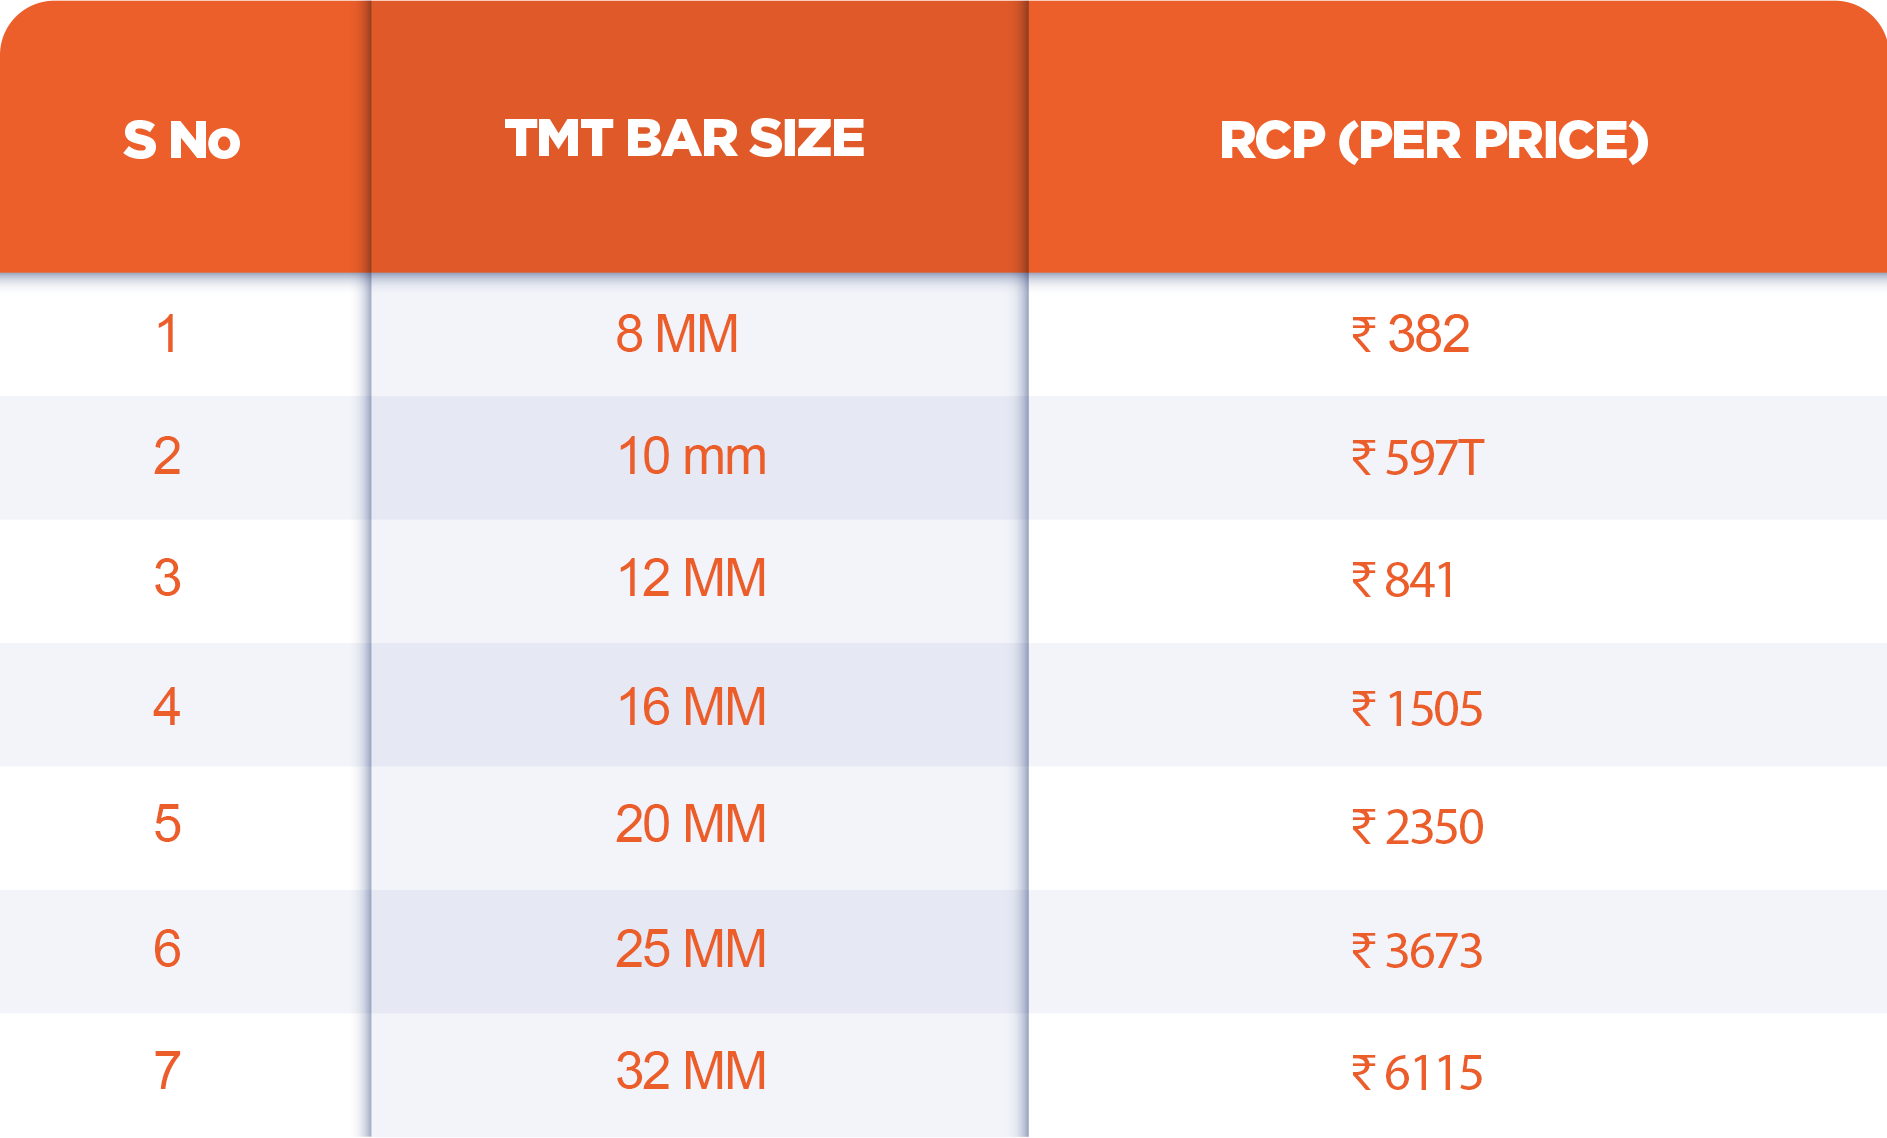 S No TMT BAR SIZE RCP (PER PRICE)
1 8 MM ₹ 382
2 10 mm ₹ 597T
3 12 MM ₹ 841
4 16 MM ₹ 1505
5 20 MM ₹ 2350
6 25 MM ₹ 3673
7 32 MM ₹ 6115